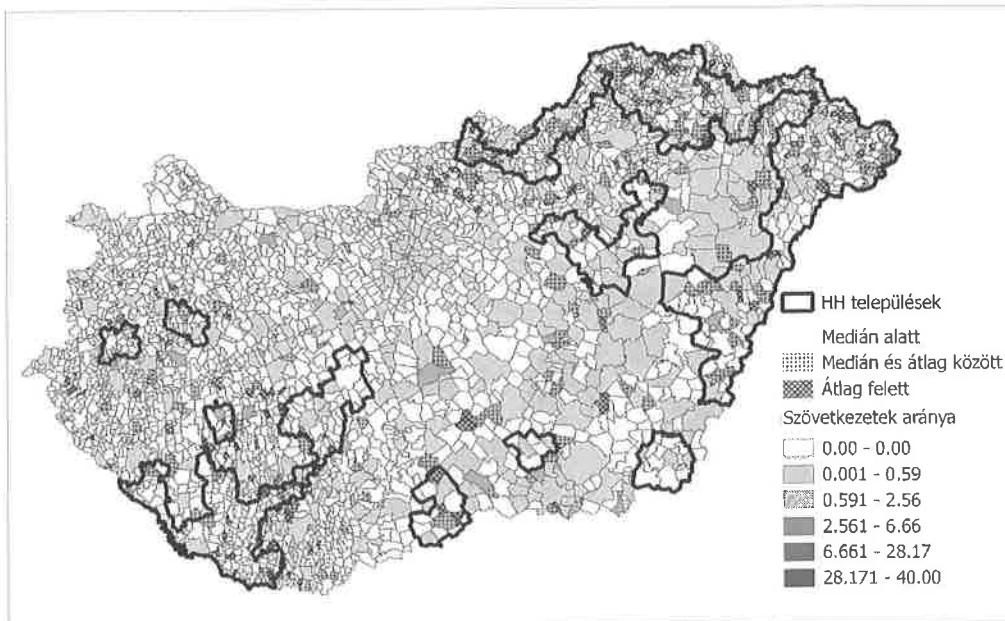 HH települések
Medián alatt
Medián és átlag között
Átlag felett
Szövetkezetek aránya
0.00 - 0.00
0.001 - 0.59
0.591 - 2.56
2.561 - 6.66
6.661 - 28.17
28.171 - 40.00